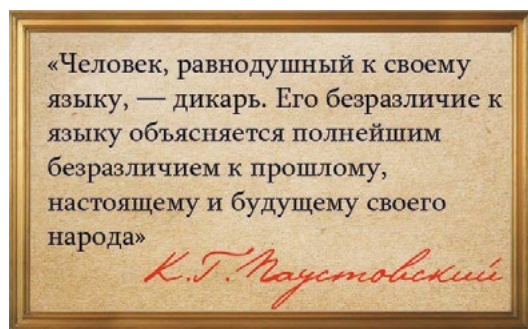 «Человек, равнодушный к своему
языку, — дикарь. Его безразличие к
языку объясняется полнейшим
безразличием к прошлому,
настоящему и будущему своего
народа»
К.Г.Паустовский